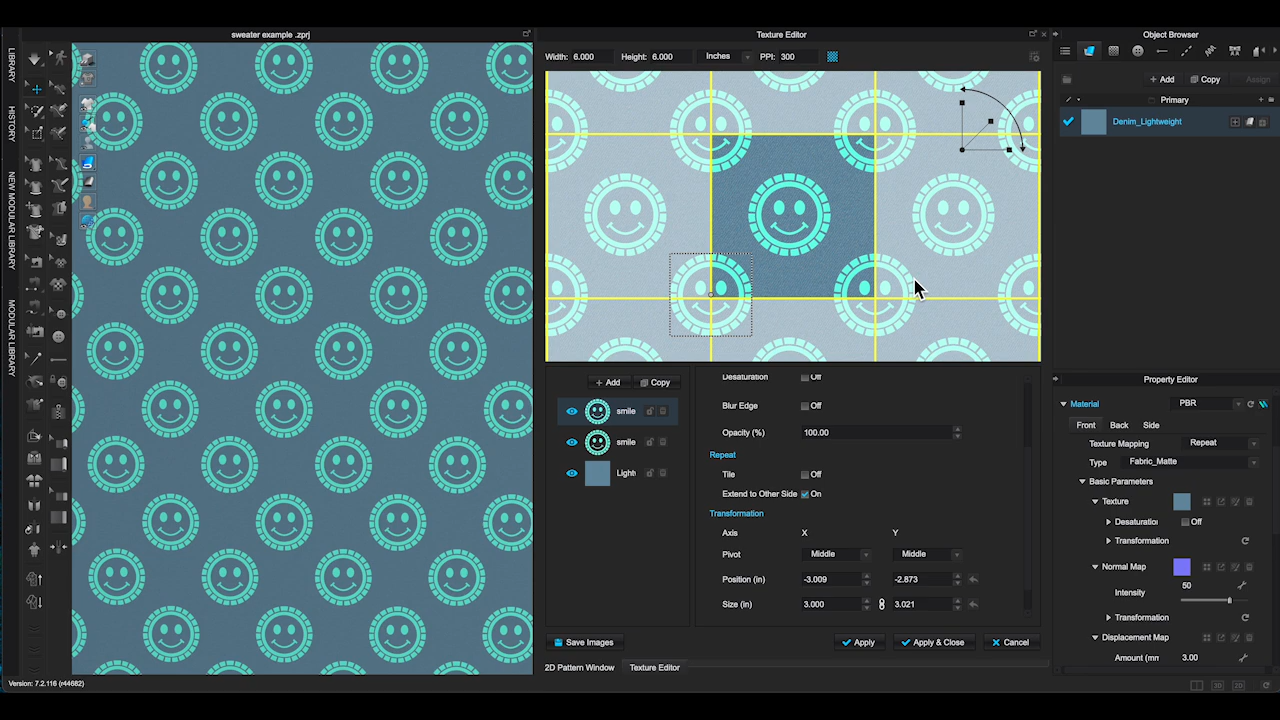 sweater example .zprj
Texture Editor
Object Browser
LIBRARY
HISTORY
NEW MODULAR LIBRARY
MODULAR LIBRARY
Width: 6.000 Height: 6.000 Inches PPI: 300
+ Add Copy Assign
Primary
Denim_Lightweight
+ Add Copy
smile
smile
Light
Desaturation Off
Blur Edge Off
Opacity (%) 100.00
Repeat
Tile Off
Extend to Other Side On
Transformation
Axis X Y
Pivot Middle Middle
Position (in) -3.009 -2.873
Size (in) 3.000 3.021
Save Images Apply Apply & Close Cancel
2D Pattern Window Texture Editor
Property Editor
Material PBR
Front Back Side
Texture Mapping Repeat
Type Fabric_Matte
Basic Parameters
Texture
Desaturatio Off
Transformation
Normal Map
Intensity 50
Transformation
Displacement Map
Amount (mm 3.00
Version: 7.2.116 (r44682)
3D 2D